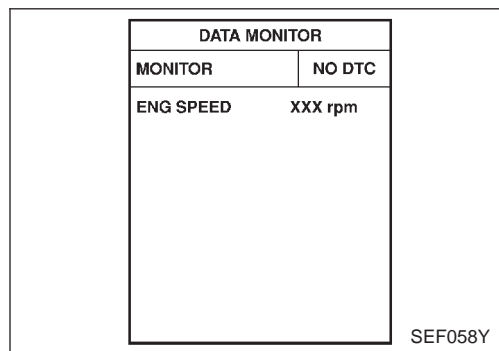 DATA MONITOR
MONITOR NO DTC
ENG SPEED XXX rpm
SEF058Y